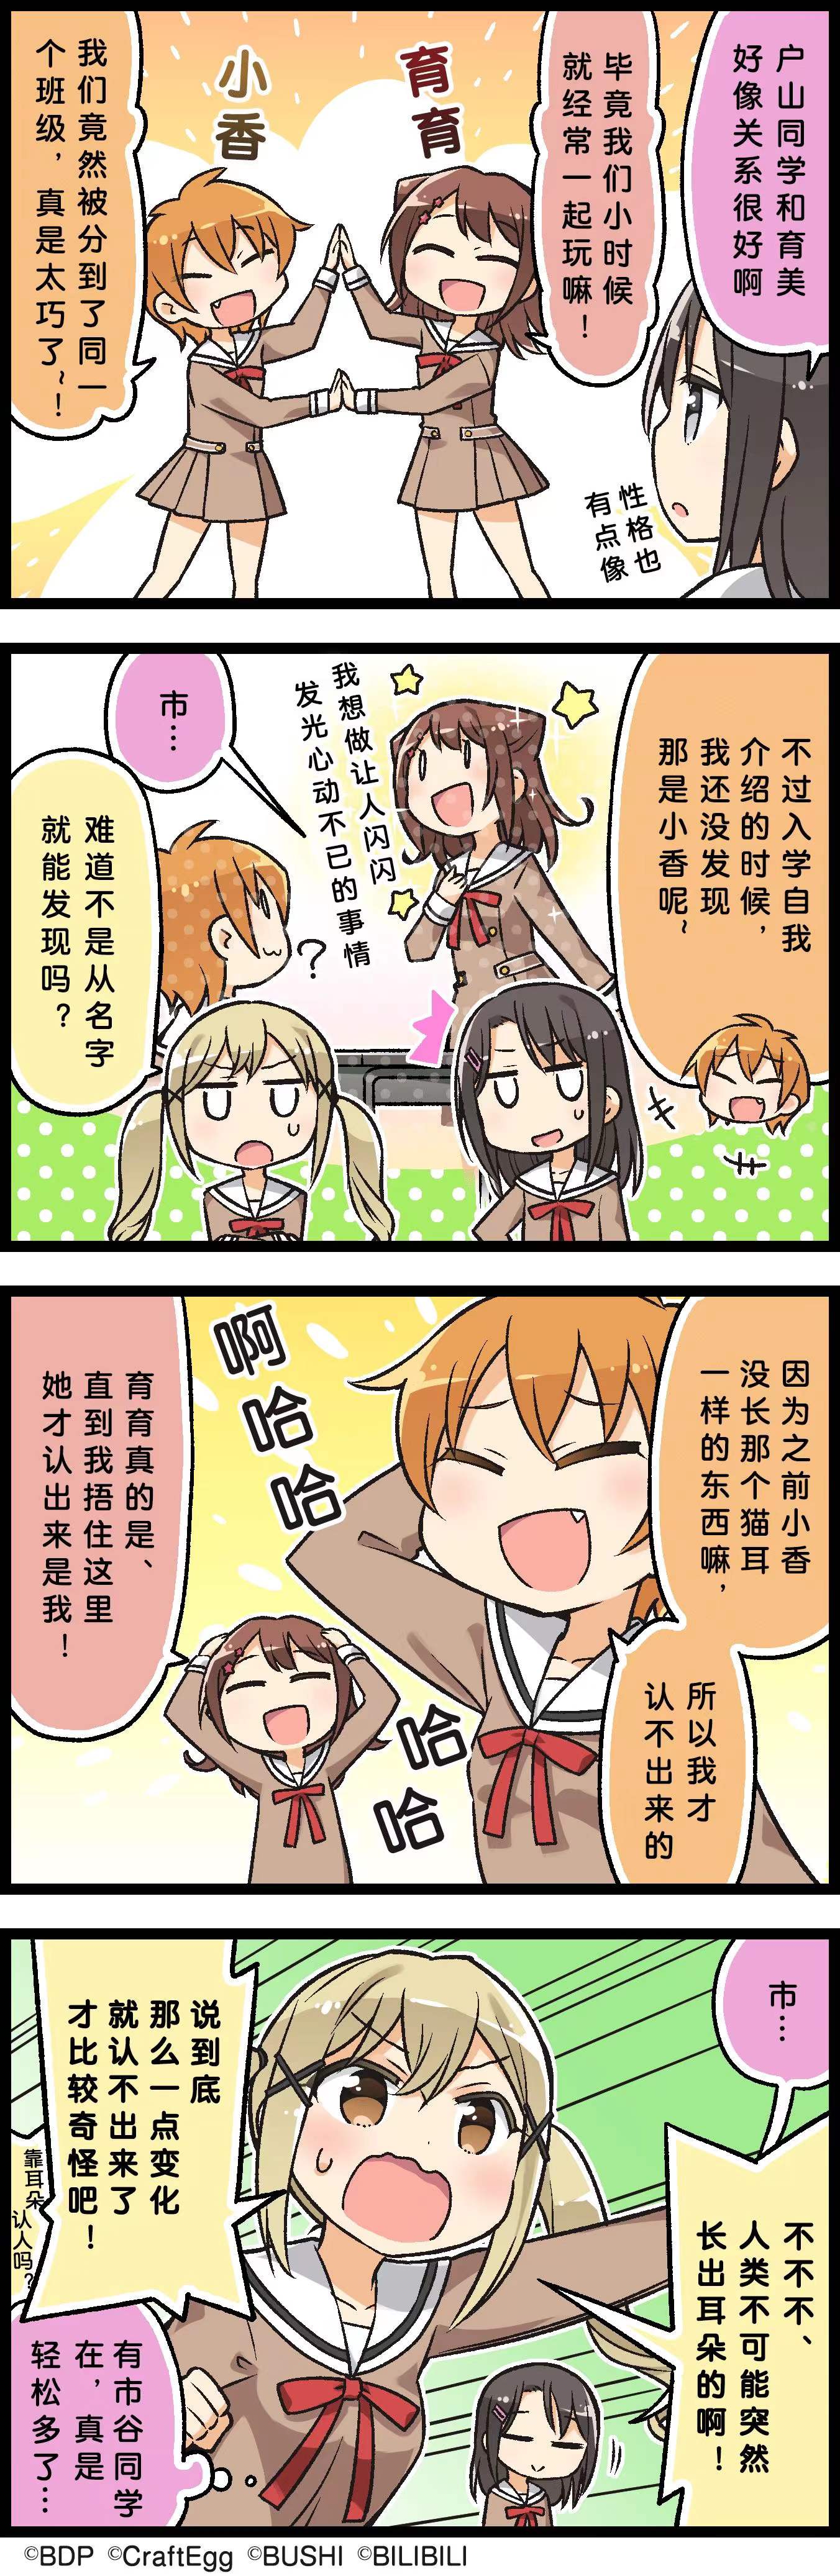 户山同学和育美
好像关系很好啊
性格也
有点像
毕竟我们小时候
就经常一起玩嘛！
育育
小香
我们竟然被分到了同一
个班级，真是太巧了~！
不过入学自我
介绍的时候，
我还没发现
那是小香呢~
我想做让人闪闪
发光心动不已的事情
？
市…
难道不是从名字
就能发现吗？
因为之前小香
没长那个猫耳
一样的东西嘛，
所以我才
认不出来的
啊哈哈
哈哈
育育真的是、
直到我捂住这里
她才认出来是我！
市…
不不不、
人类不可能突然
长出耳朵的啊！
说到底
那么一点变化
就认不出来了
才比较奇怪吧！
靠耳朵
认人吗？
有市谷同学
在，真是
轻松多了…
©BDP ©CraftEgg ©BUSHI ©BILIBILI